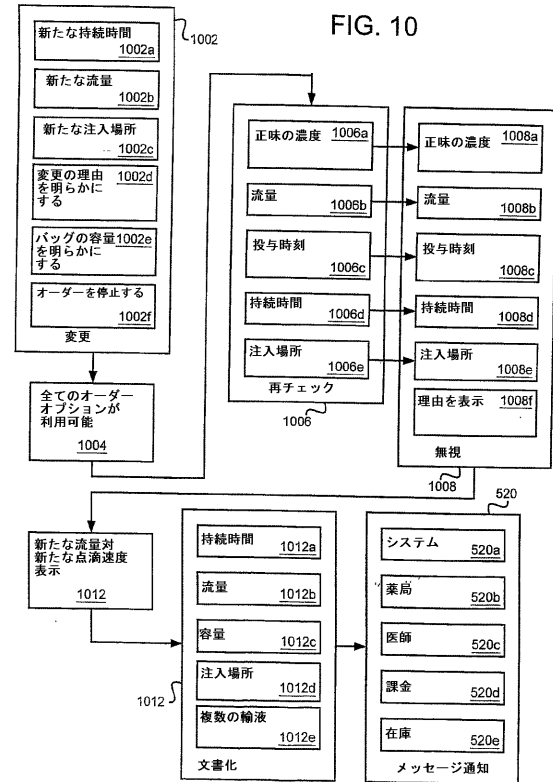 FIG. 10
1002
新たな持続時間
1002a
新たな流量
1002b
新たな注入場所
1002c
変更の理由
を明らかに
する
1002d
バッグの容量
を明らかに
する
1002e
オーダーを停止する
1002f
変更
全てのオーダー
オプションが
利用可能
1004
正味の濃度
1006a
流量
1006b
投与時刻
1006c
持続時間
1006d
注入場所
1006e
再チェック
1006
正味の濃度
1008a
流量
1008b
投与時刻
1008c
持続時間
1008d
注入場所
1008e
理由を表示
1008f
無視
1008
新たな流量対
新たな点滴速度
表示
1012
持続時間
1012a
流量
1012b
容量
1012c
注入場所
1012d
複数の輸液
1012e
文書化
1012
520
システム
520a
薬局
520b
医師
520c
課金
520d
在庫
520e
メッセージ通知